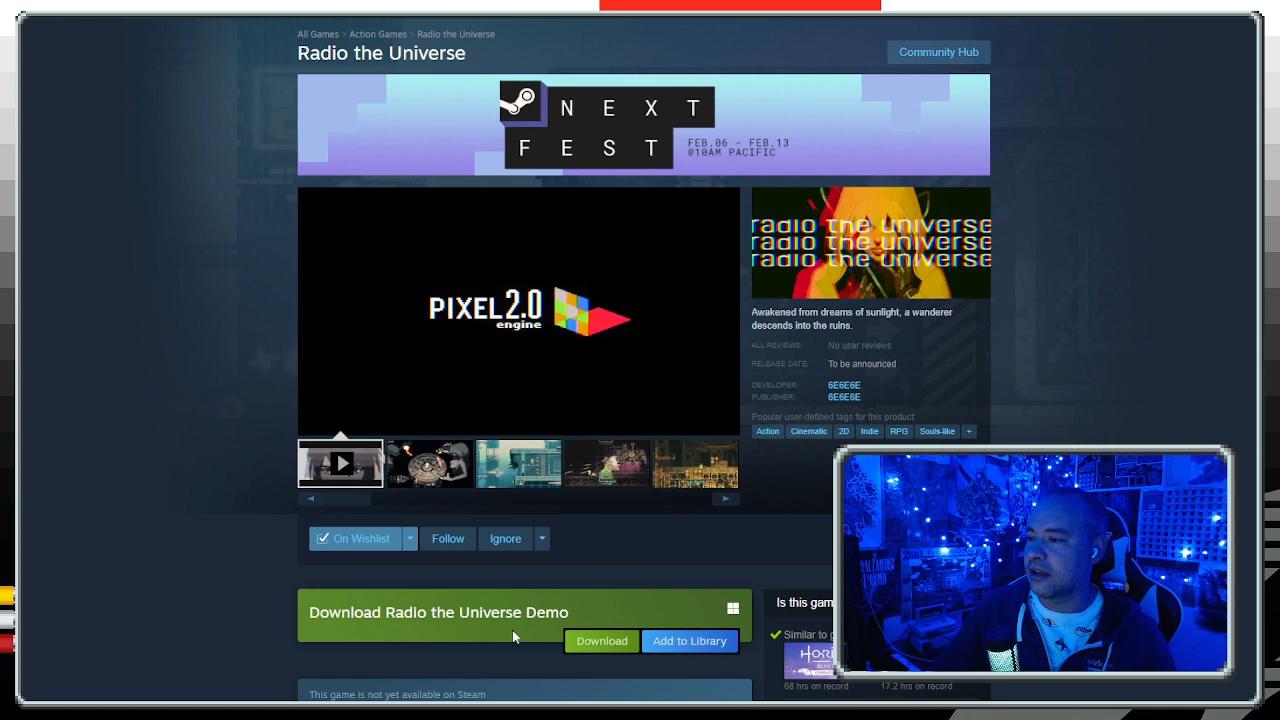 All Games > Action Games > Radio the Universe
Radio the Universe
Community Hub
NEXT
FEST
FEB.06 - FEB.13
@10AM PACIFIC
PIXEL 2.0
engine
radio the universe
radio the universe
radio the universe
Awakened from dreams of sunlight, a wanderer
descends into the ruins.
ALL REVIEWS: No user reviews
RELEASE DATE: To be announced
DEVELOPER: 6E6E6E
PUBLISHER: 6E6E6E
Popular user-defined tags for this product:
Action Cinematic 2D Indie RPG Souls-like +
On Wishlist
Follow
Ignore
Download Radio the Universe Demo
Download
Add to Library
This game is not yet available on Steam
Is this gam
Similar to g
HOR
68 hrs on record
17.2 hrs on record